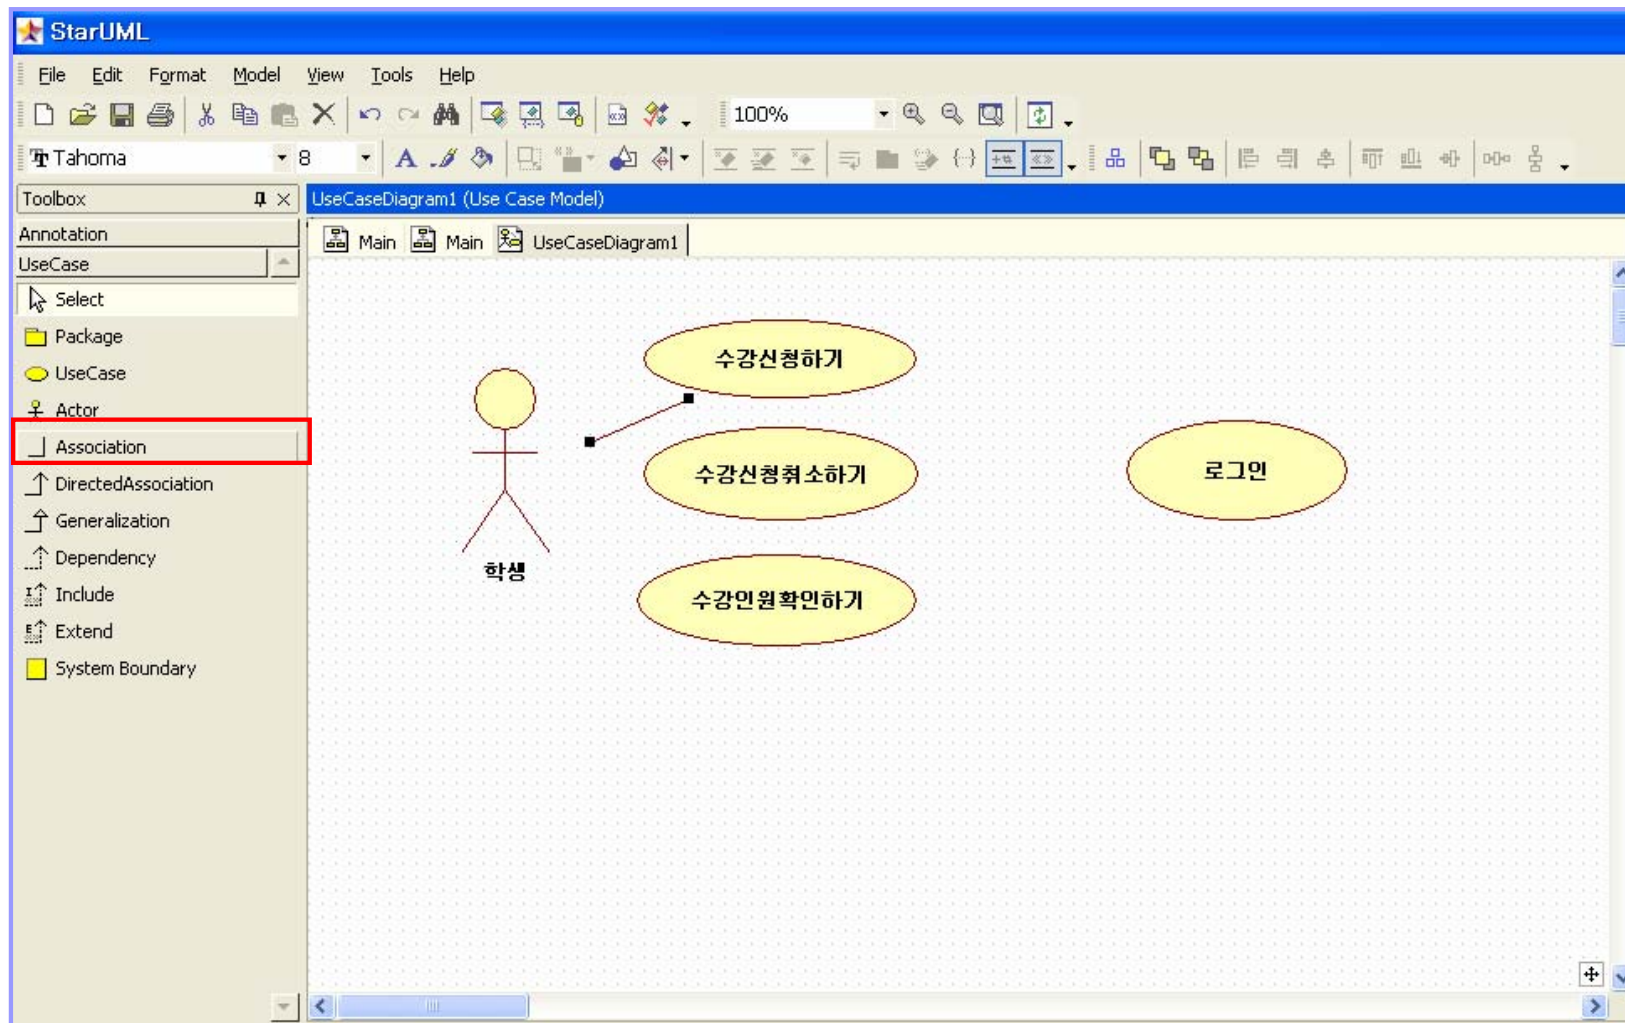 StarUML
File Edit Format Model View Tools Help
100%
Tahoma 8
Toolbox
UseCaseDiagram1 (Use Case Model)
Annotation
Main Main UseCaseDiagram1
UseCase
Select
Package
UseCase
Actor
Association
DirectedAssociation
Generalization
Dependency
Include
Extend
System Boundary
수강신청하기
수강신청취소하기
로그인
학생
수강인원확인하기